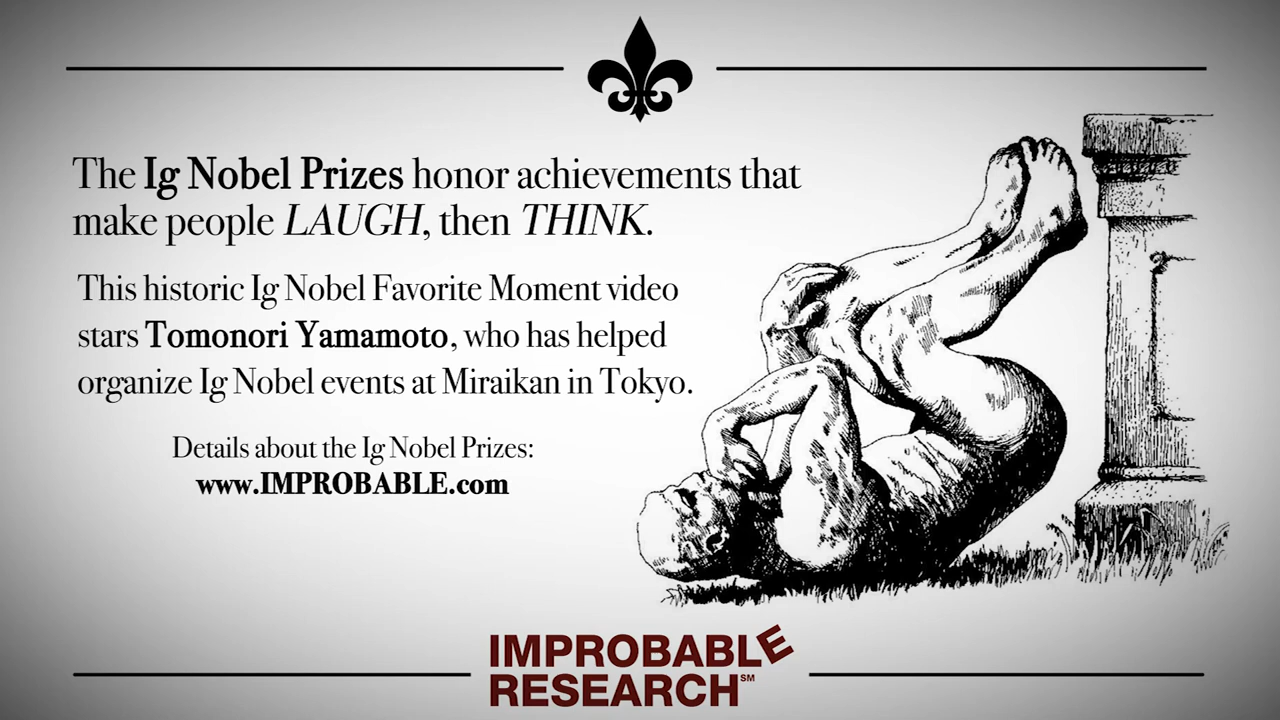 The Ig Nobel Prizes honor achievements that
make people LAUGH, then THINK.
This historic Ig Nobel Favorite Moment video
stars Tomonori Yamamoto, who has helped
organize Ig Nobel events at Miraikan in Tokyo.
Details about the Ig Nobel Prizes:
www.IMPROBABLE.com
IMPROBABLE
RESEARCH℠